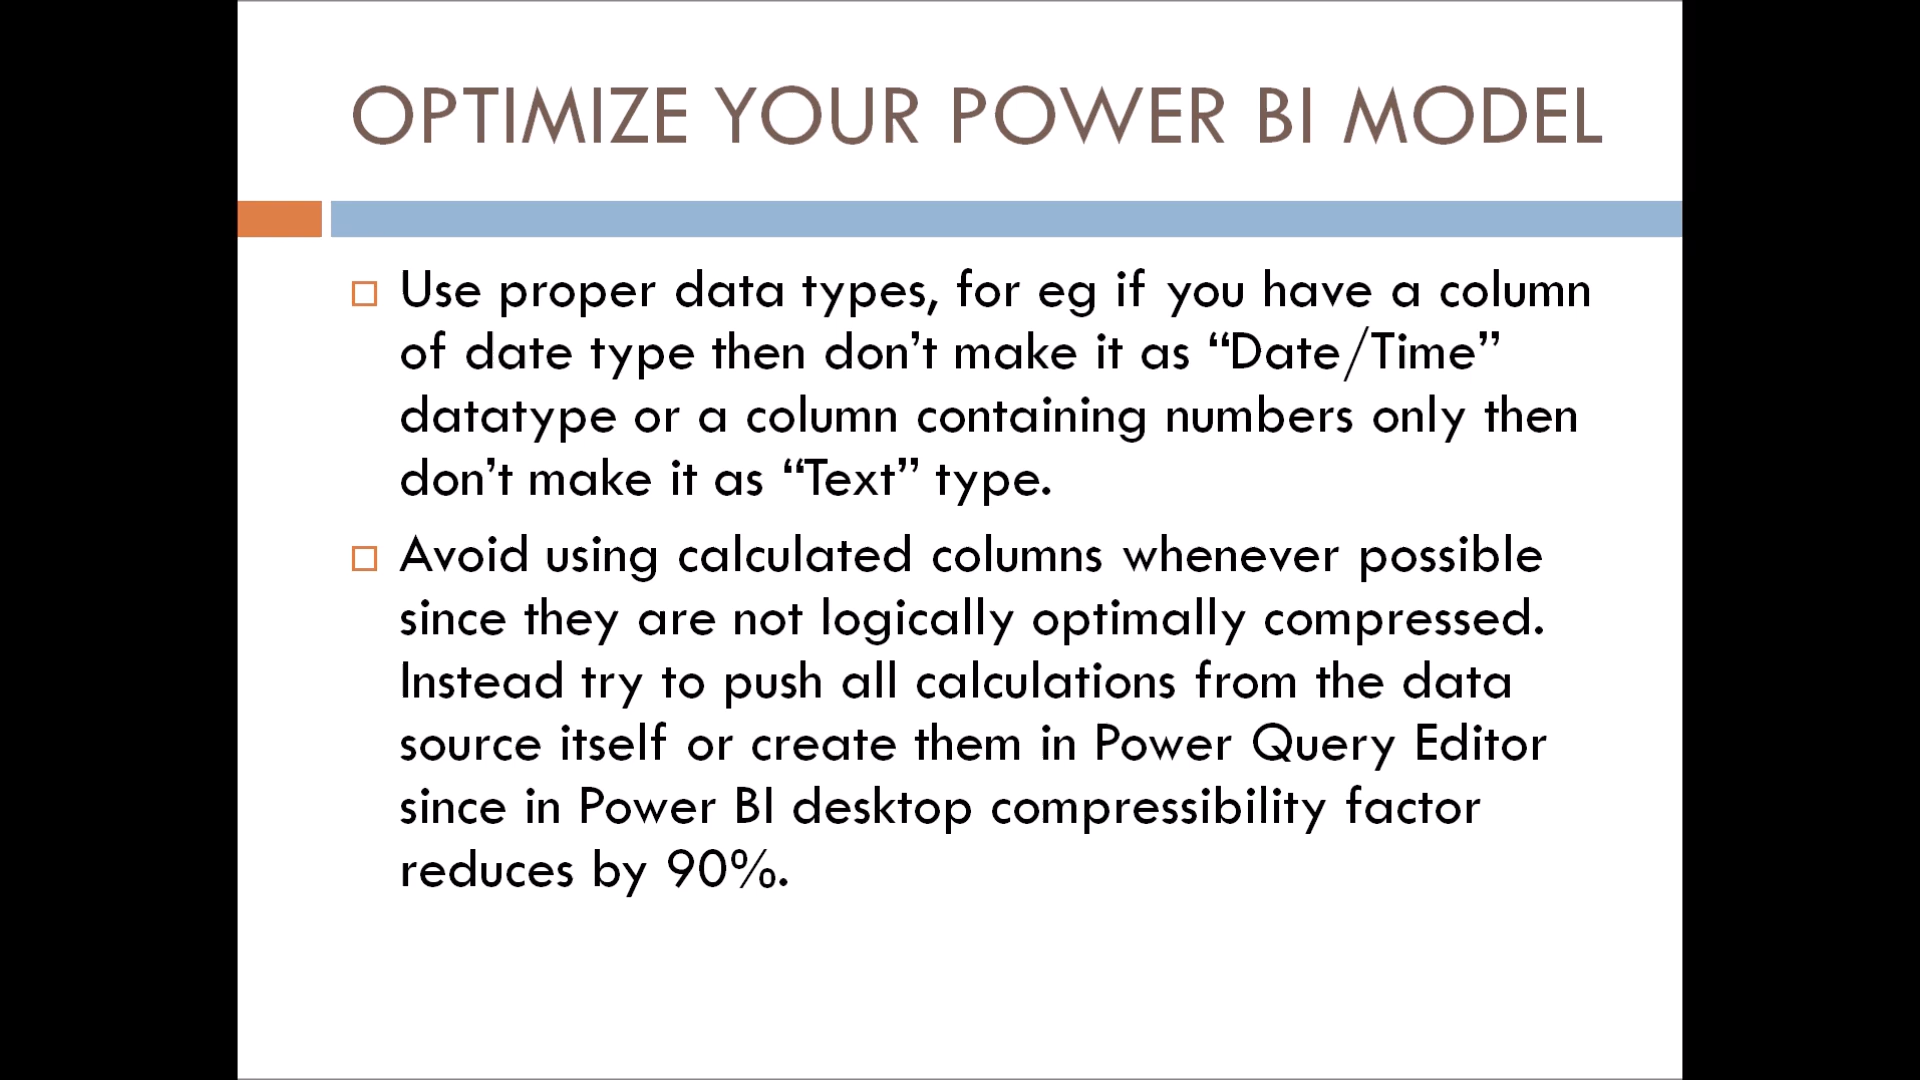 OPTIMIZE YOUR POWER BI MODEL
Use proper data types, for eg if you have a column
of date type then don’t make it as “Date/Time”
datatype or a column containing numbers only then
don’t make it as “Text” type.
Avoid using calculated columns whenever possible
since they are not logically optimally compressed.
Instead try to push all calculations from the data
source itself or create them in Power Query Editor
since in Power BI desktop compressibility factor
reduces by 90%.